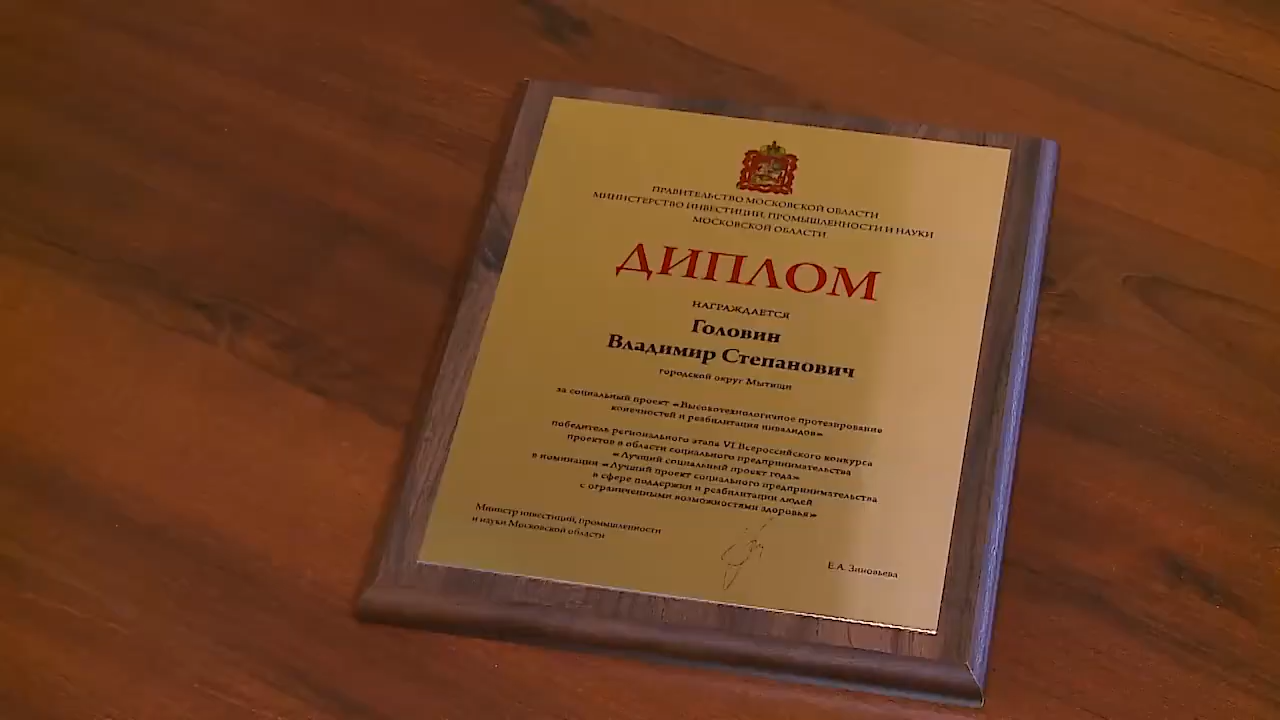 ПРАВИТЕЛЬСТВО МОСКОВСКОЙ ОБЛАСТИ
МИНИСТЕРСТВО ИНВЕСТИЦИЙ, ПРОМЫШЛЕННОСТИ И НАУКИ
МОСКОВСКОЙ ОБЛАСТИ
ДИПЛОМ
НАГРАЖДАЕТСЯ
Головин
Владимир Степанович
городской округ Мытищи
за социальный проект «Высокотехнологичное протезирование
конечностей и реабилитация инвалидов»
победитель регионального этапа VI Всероссийского конкурса
проектов в области социального предпринимательства
«Лучший социальный проект года»
в номинации «Лучший проект социального предпринимательства
в сфере поддержки и реабилитации людей
с ограниченными возможностями здоровья»
Министр инвестиций, промышленности
и науки Московской области
Е.А. Зиновьева